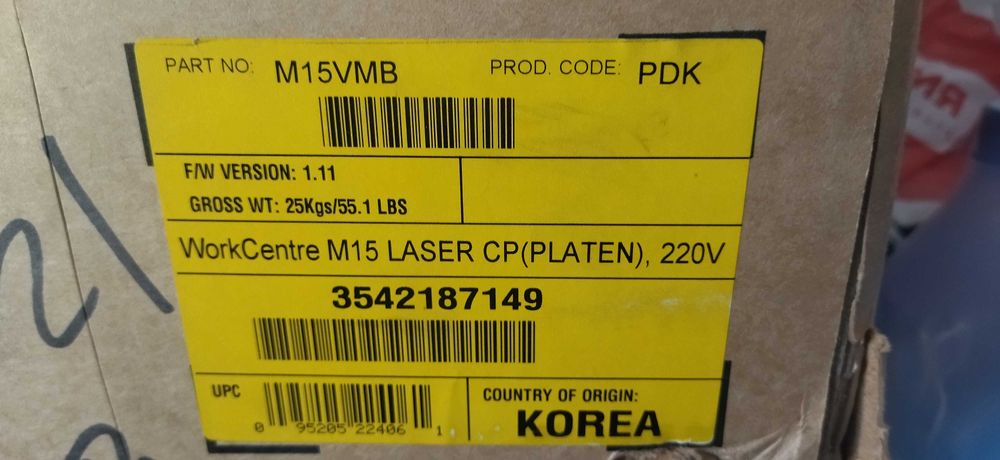 PART NO: M15VMB PROD. CODE: PDK
F/W VERSION: 1.11
GROSS WT: 25Kgs/55.1 LBS
WorkCentre M15 LASER CP(PLATEN), 220V
3542187149
UPC
0 95205 22406 1
COUNTRY OF ORIGIN:
KOREA